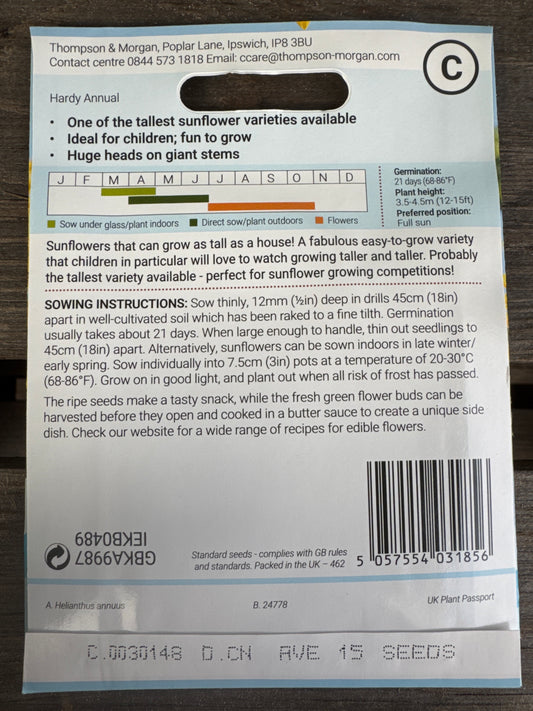 Thompson & Morgan, Poplar Lane, Ipswich, IP8 3BU
Contact centre 0844 573 1818 Email: ccare@thompson-morgan.com
C
Hardy Annual
• One of the tallest sunflower varieties available
• Ideal for children; fun to grow
• Huge heads on giant stems
J F M A M J J A S O N D
Sow under glass/plant indoors Direct sow/plant outdoors Flowers
Germination:
21 days (68-86°F)
Plant height:
3.5-4.5m (12-15ft)
Preferred position:
Full sun
Sunflowers that can grow as tall as a house! A fabulous easy-to-grow variety
that children in particular will love to watch growing taller and taller. Probably
the tallest variety available - perfect for sunflower growing competitions!
SOWING INSTRUCTIONS: Sow thinly, 12mm (½in) deep in drills 45cm (18in)
apart in well-cultivated soil which has been raked to a fine tilth. Germination
usually takes about 21 days. When large enough to handle, thin out seedlings to
45cm (18in) apart. Alternatively, sunflowers can be sown indoors in late winter/
early spring. Sow individually into 7.5cm (3in) pots at a temperature of 20-30°C
(68-86°F). Grow on in good light, and plant out when all risk of frost has passed.
The ripe seeds make a tasty snack, while the fresh green flower buds can be
harvested before they open and cooked in a butter sauce to create a unique side
dish. Check our website for a wide range of recipes for edible flowers.
GBKA9987
IEKB0489
Standard seeds - complies with GB rules
and standards. Packed in the UK – 462
5 057554 031856
A. Helianthus annuus B. 24778 UK Plant Passport
C.0030148 D.CN AVE 15 SEEDS